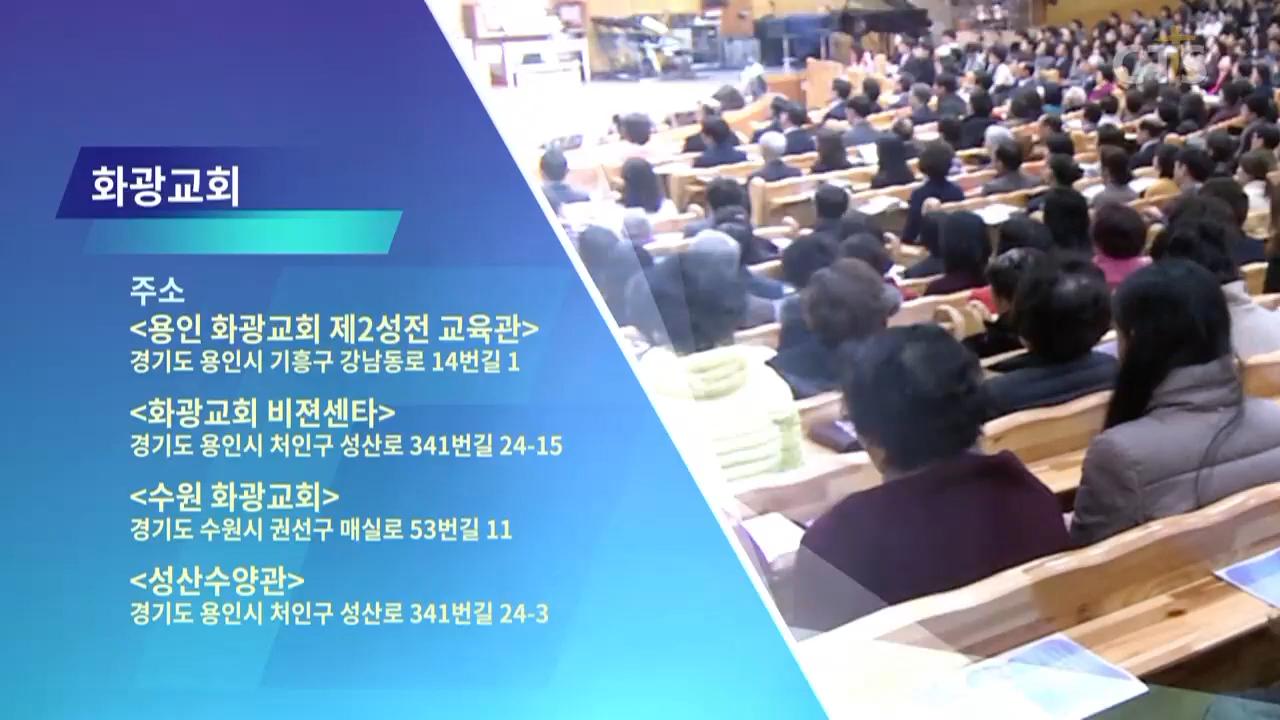 CTS
화광교회
주소
<용인 화광교회 제2성전 교육관>
경기도 용인시 기흥구 강남동로 14번길 1
<화광교회 비젼센타>
경기도 용인시 처인구 성산로 341번길 24-15
<수원 화광교회>
경기도 수원시 권선구 매실로 53번길 11
<성산수양관>
경기도 용인시 처인구 성산로 341번길 24-3